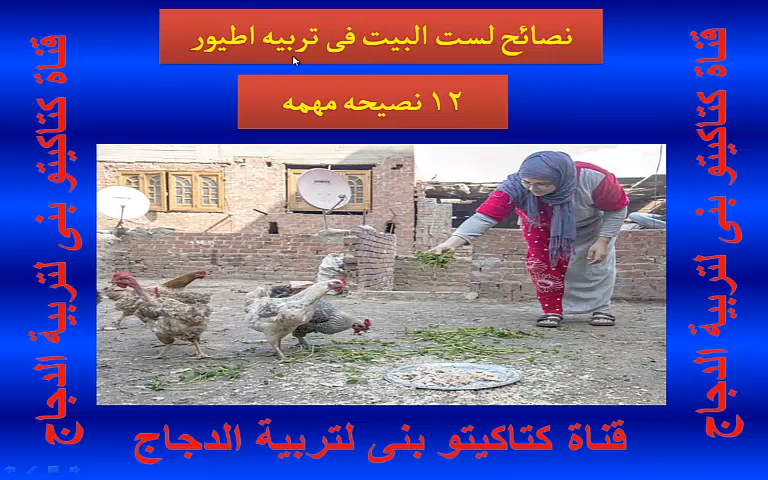 نصائح لست البيت فى تربيه اطيور
١٢ نصيحه مهمه
قناة كتاكيتو بنى لتربية الدجاج
قناة كتاكيتو بنى لتربية الدجاج
قناة كتاكيتو بنى لتربية الدجاج